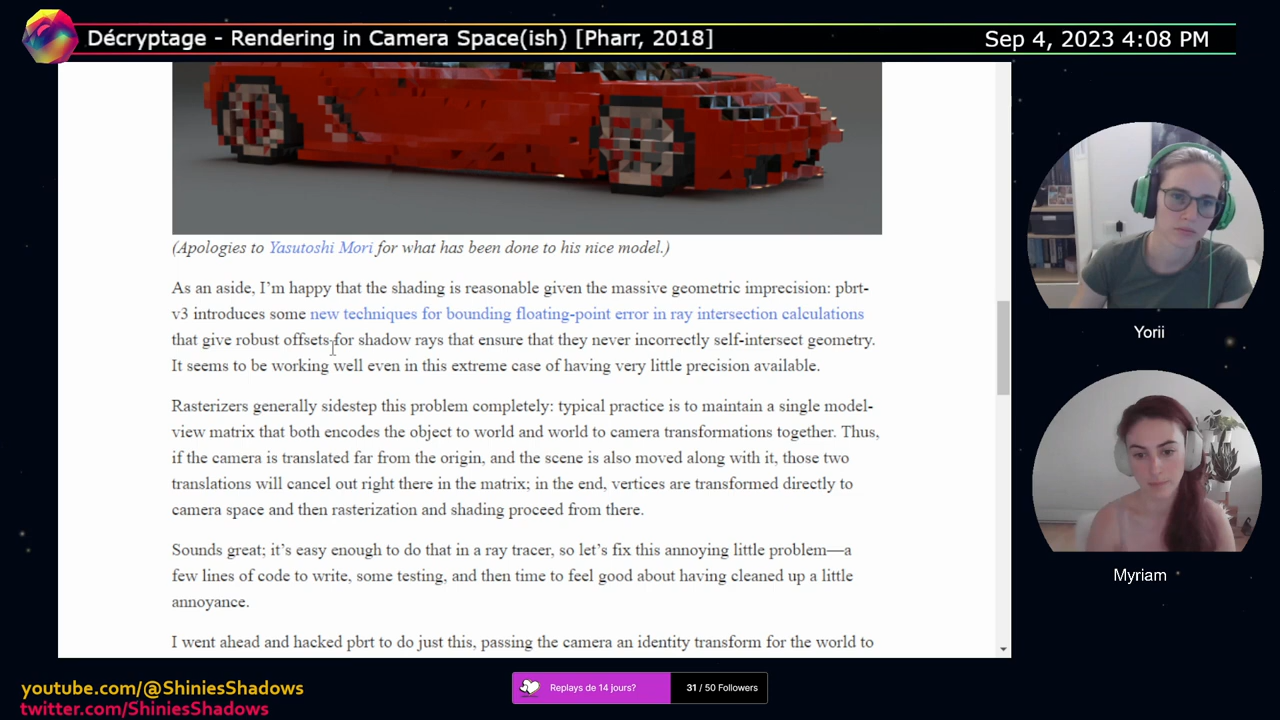 Décryptage - Rendering in Camera Space(ish) [Pharr, 2018]
Sep 4, 2023 4:08 PM
(Apologies to Yasutoshi Mori for what has been done to his nice model.)
As an aside, I’m happy that the shading is reasonable given the massive geometric imprecision: pbrt-
v3 introduces some new techniques for bounding floating-point error in ray intersection calculations
that give robust offsets for shadow rays that ensure that they never incorrectly self-intersect geometry.
It seems to be working well even in this extreme case of having very little precision available.
Rasterizers generally sidestep this problem completely: typical practice is to maintain a single model-
view matrix that both encodes the object to world and world to camera transformations together. Thus,
if the camera is translated far from the origin, and the scene is also moved along with it, those two
translations will cancel out right there in the matrix; in the end, vertices are transformed directly to
camera space and then rasterization and shading proceed from there.
Sounds great; it’s easy enough to do that in a ray tracer, so let’s fix this annoying little problem—a
few lines of code to write, some testing, and then time to feel good about having cleaned up a little
annoyance.
I went ahead and hacked pbrt to do just this, passing the camera an identity transform for the world to
Yorii
Myriam
youtube.com/@ShiniesShadows
twitter.com/ShiniesShadows
Replays de 14 jours?
31 / 50 Followers